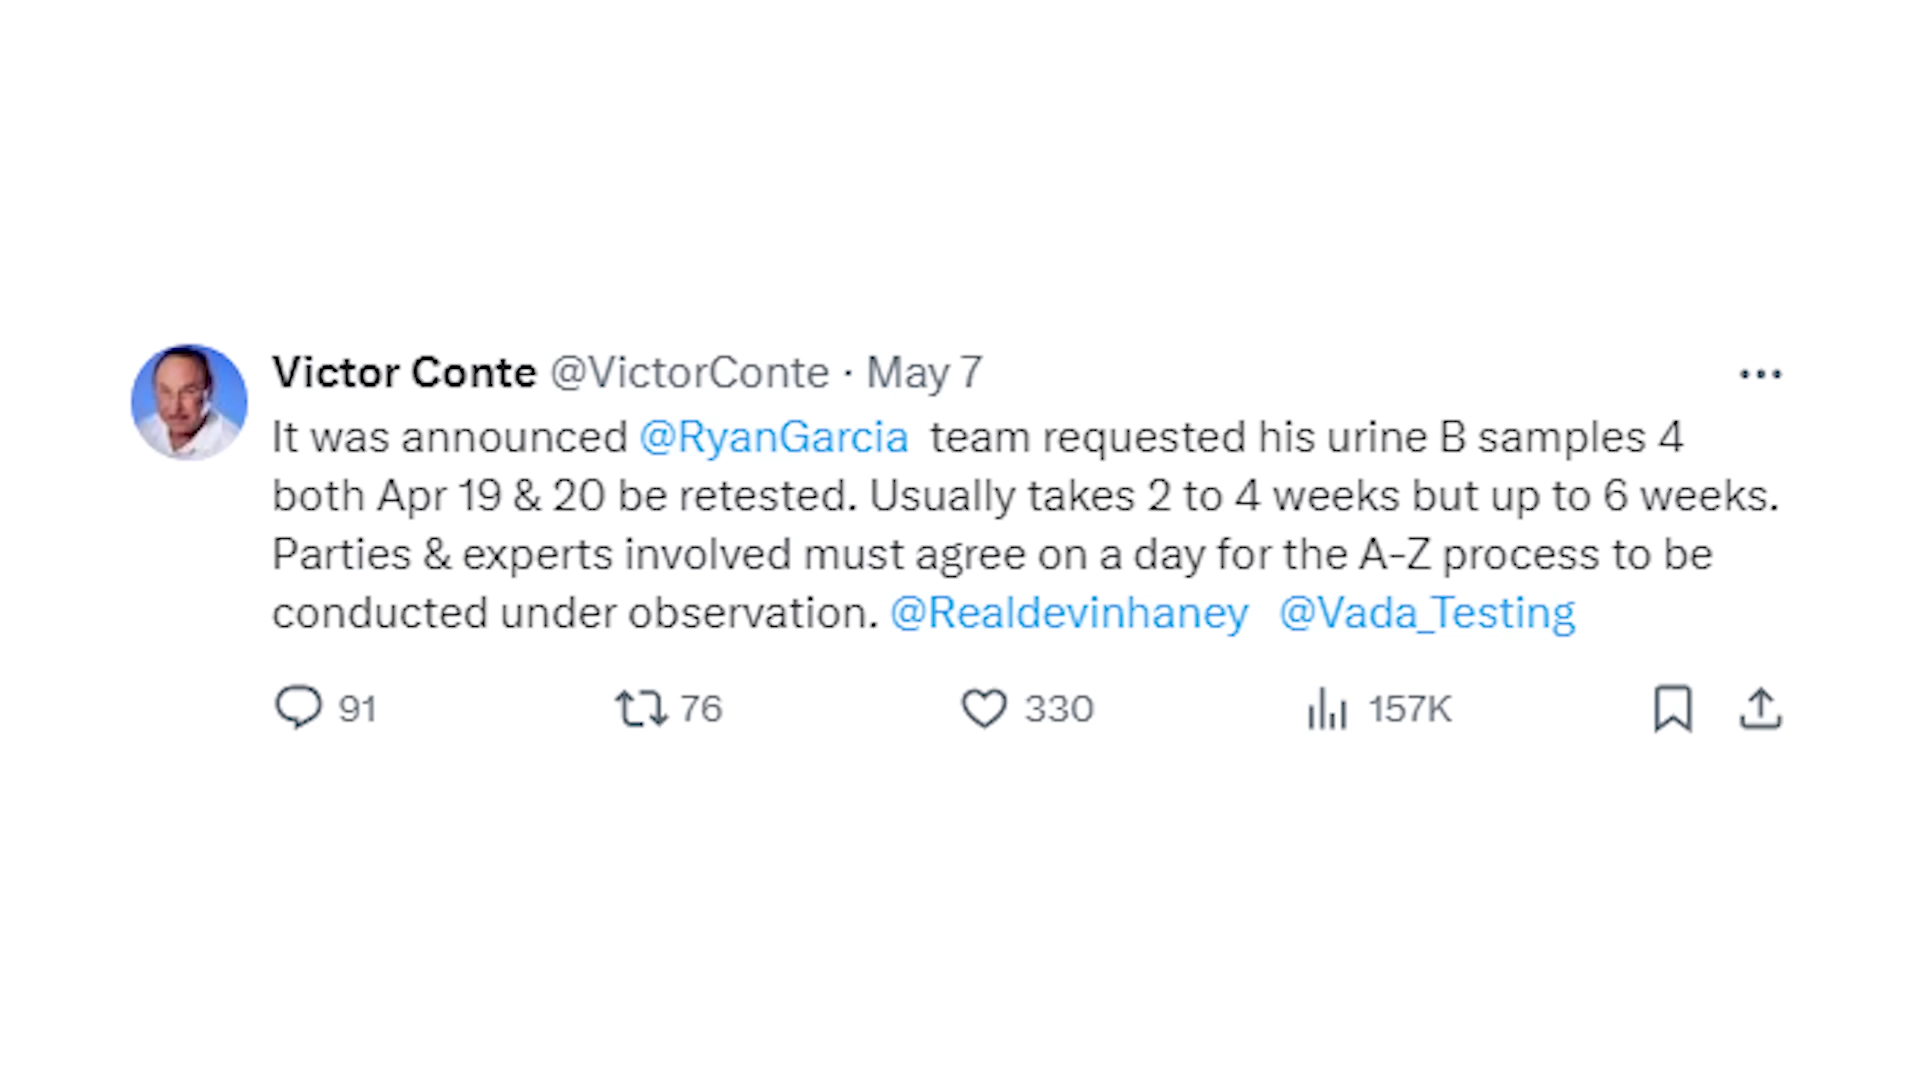 Victor Conte @VictorConte · May 7
It was announced @RyanGarcia team requested his urine B samples 4
both Apr 19 & 20 be retested. Usually takes 2 to 4 weeks but up to 6 weeks.
Parties & experts involved must agree on a day for the A-Z process to be
conducted under observation. @Realdevinhaney @Vada_Testing
91 76 330 157K